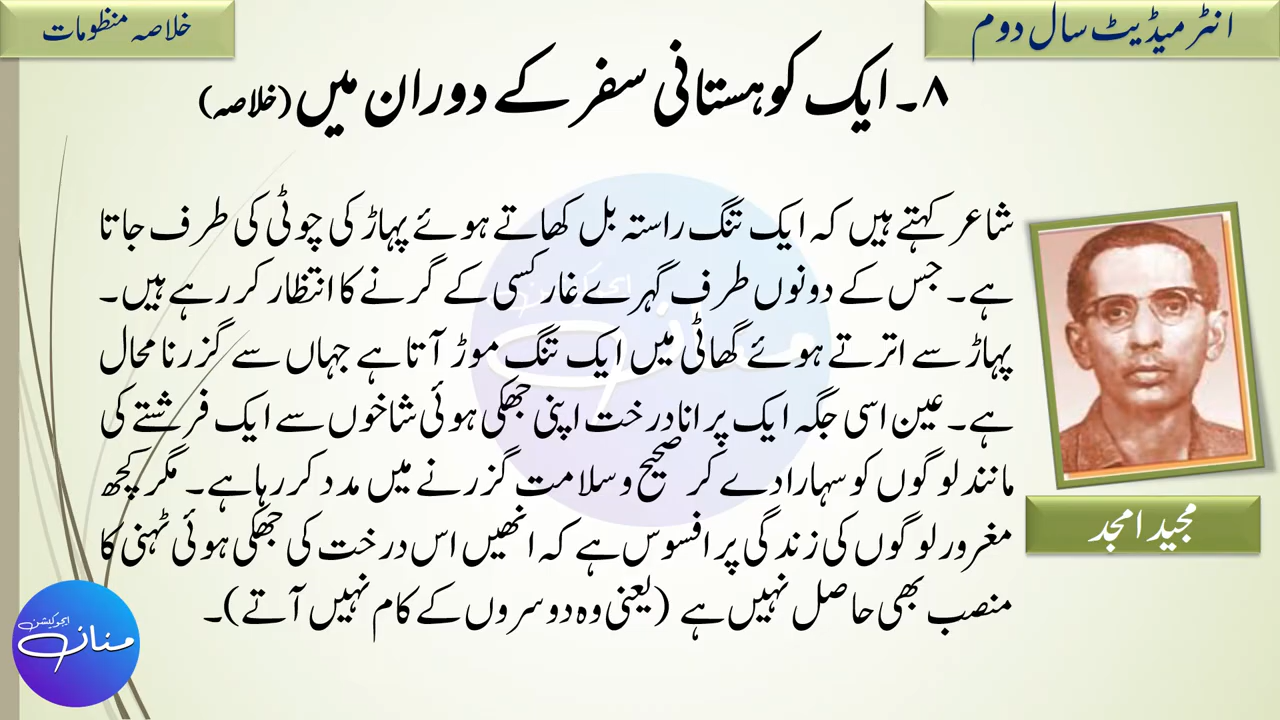 انٹرمیڈیٹ سال دوم
خلاصہ منظومات
۸۔ ایک کوہستانی سفر کے دوران میں (خلاصہ)
شاعر کہتے ہیں کہ ایک تنگ راستہ بل کھاتے ہوئے پہاڑ کی چوٹی کی طرف جاتا
ہے۔ جس کے دونوں طرف گہرے غار کسی کے گرنے کا انتظار کر رہے ہیں۔
پہاڑ سے اترتے ہوئے گھاٹی میں ایک تنگ موڑ آتا ہے جہاں سے گزرنا محال
ہے۔ عین اسی جگہ ایک پرانا درخت اپنی جھکی ہوئی شاخوں سے ایک فرشتے کی
مانند لوگوں کو سہارا دے کر صحیح و سلامت گزرنے میں مدد کر رہا ہے۔ مگر کچھ
مغرور لوگوں کی زندگی پر افسوس ہے کہ انھیں اس درخت کی جھکی ہوئی ٹہنی کا
منصب بھی حاصل نہیں ہے (یعنی وہ دوسروں کے کام نہیں آتے)۔
مجید امجد
ایجوکیشن
منان